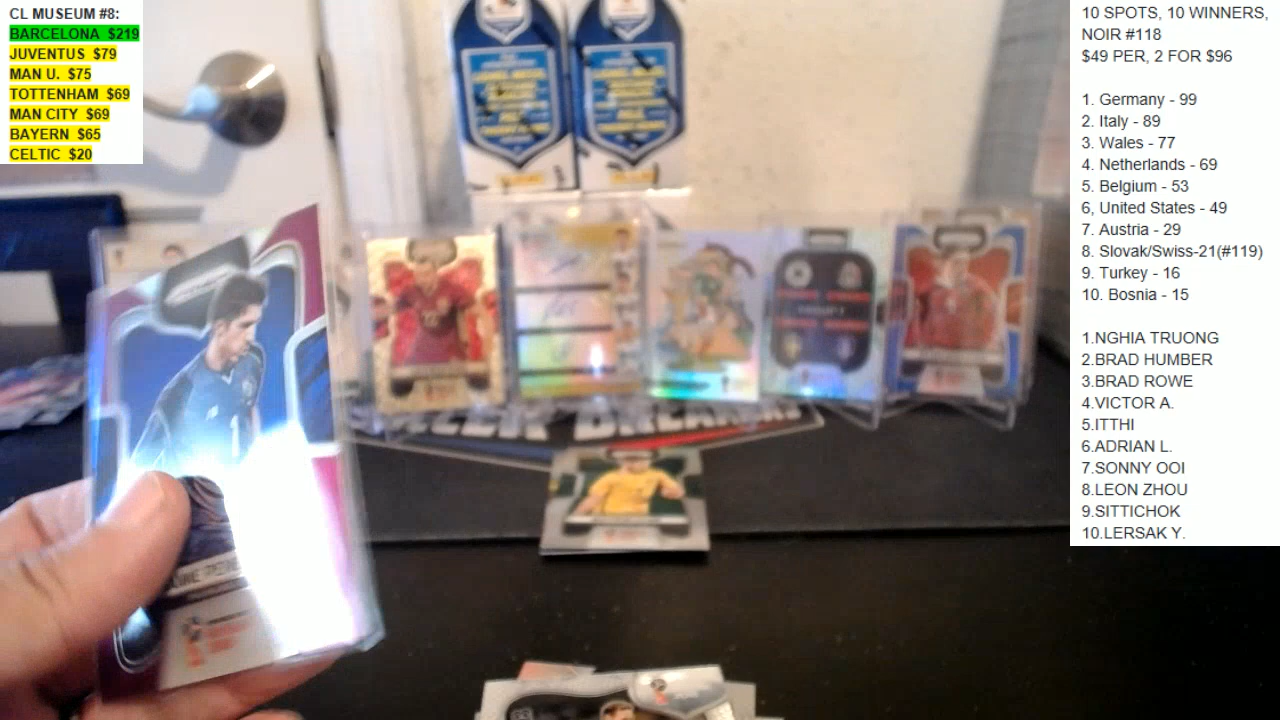 CL MUSEUM #8:
BARCELONA $219
JUVENTUS $79
MAN U. $75
TOTTENHAM $69
MAN CITY $69
BAYERN $65
CELTIC $20
10 SPOTS, 10 WINNERS,
NOIR #118
$49 PER, 2 FOR $96
1. Germany - 99
2. Italy - 89
3. Wales - 77
4. Netherlands - 69
5. Belgium - 53
6, United States - 49
7. Austria - 29
8. Slovak/Swiss-21(#119)
9. Turkey - 16
10. Bosnia - 15
1.NGHIA TRUONG
2.BRAD HUMBER
3.BRAD ROWE
4.VICTOR A.
5.ITTHI
6.ADRIAN L.
7.SONNY OOI
8.LEON ZHOU
9.SITTICHOK
10.LERSAK Y.